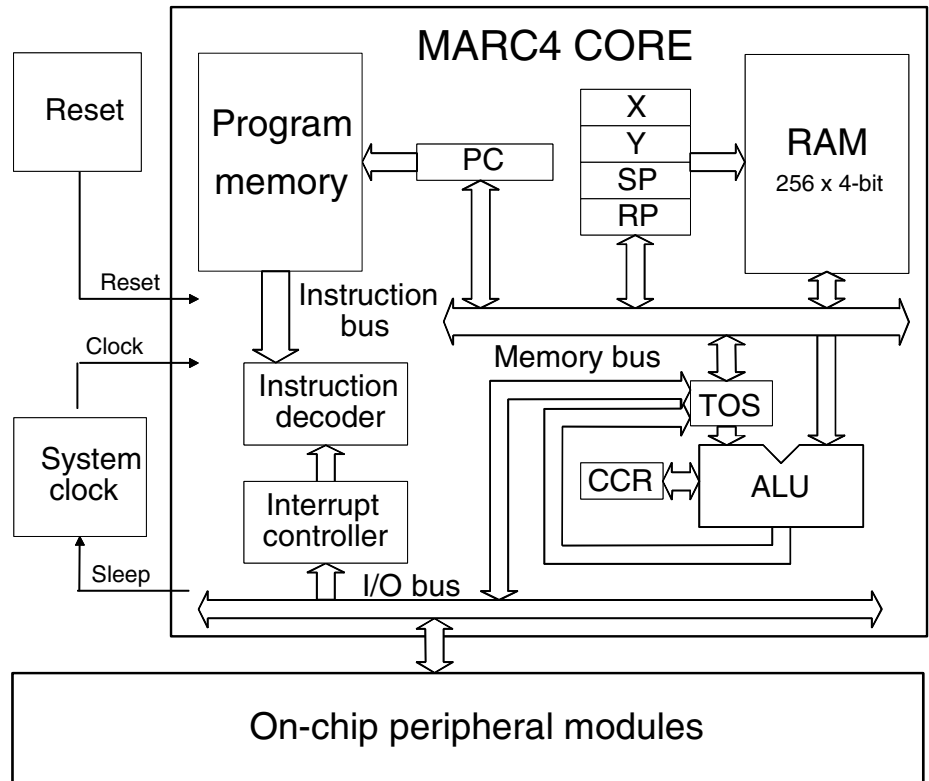 MARC4 CORE
Reset
Program
memory
PC
X
Y
SP
RP
RAM
256 x 4-bit
Reset
Instruction
bus
Clock
Memory bus
Instruction
decoder
TOS
System
clock
CCR
ALU
Interrupt
controller
Sleep
I/O bus
On-chip peripheral modules